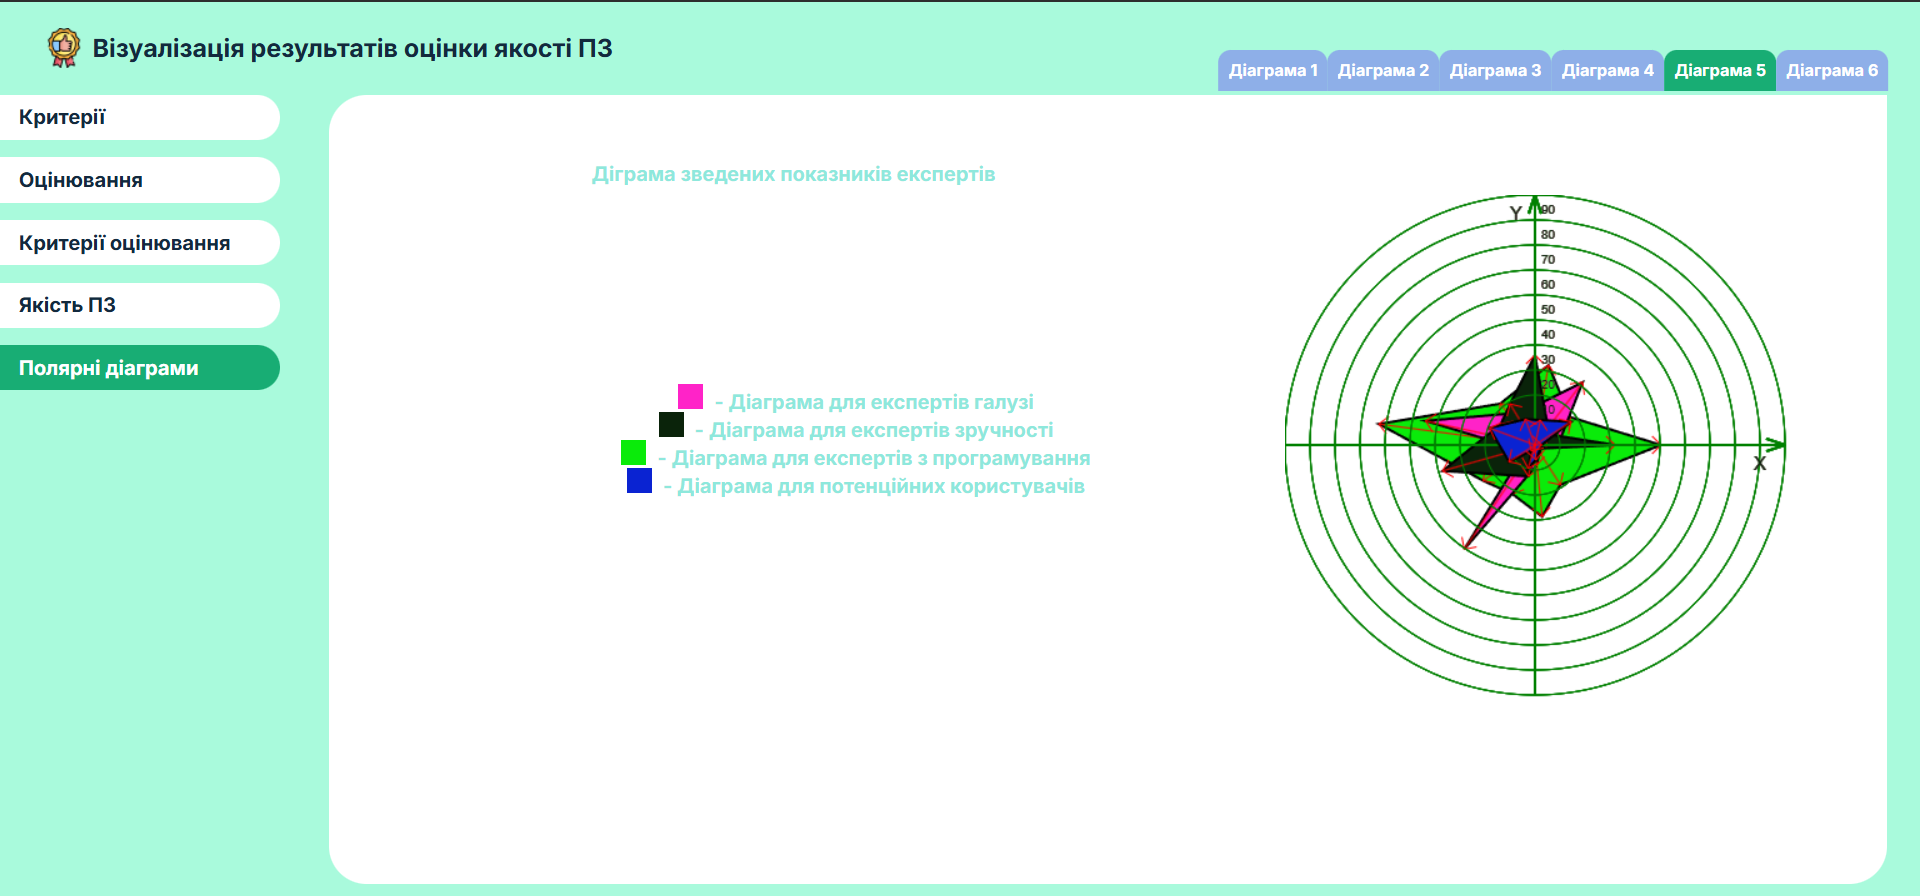 Візуалізація результатів оцінки якості ПЗ
Діаграма 1 Діаграма 2 Діаграма 3 Діаграма 4 Діаграма 5 Діаграма 6
Критерії
Оцінювання
Критерії оцінювання
Якість ПЗ
Полярні діаграми
Діграма зведених показників експертів
- Діаграма для експертів галузі
- Діаграма для експертів зручності
- Діаграма для експертів з програмування
- Діаграма для потенційних користувачів
Y 90
80
70
60
50
40
30
20
10
X